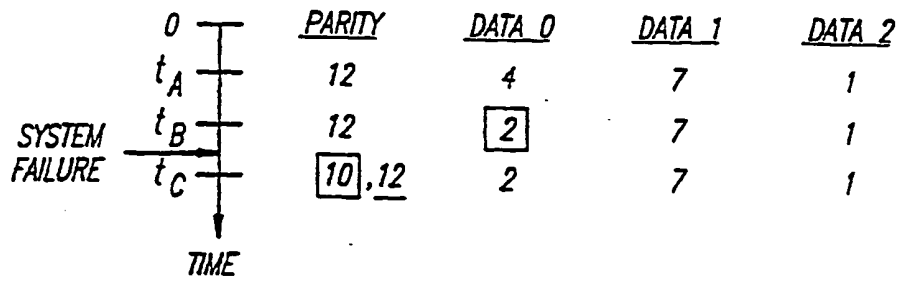 0 PARITY DATA 0 DATA 1 DATA 2
tA 12 4 7 1
tB 12 2 7 1
SYSTEM
FAILURE
tC 10, 12 2 7 1
TIME